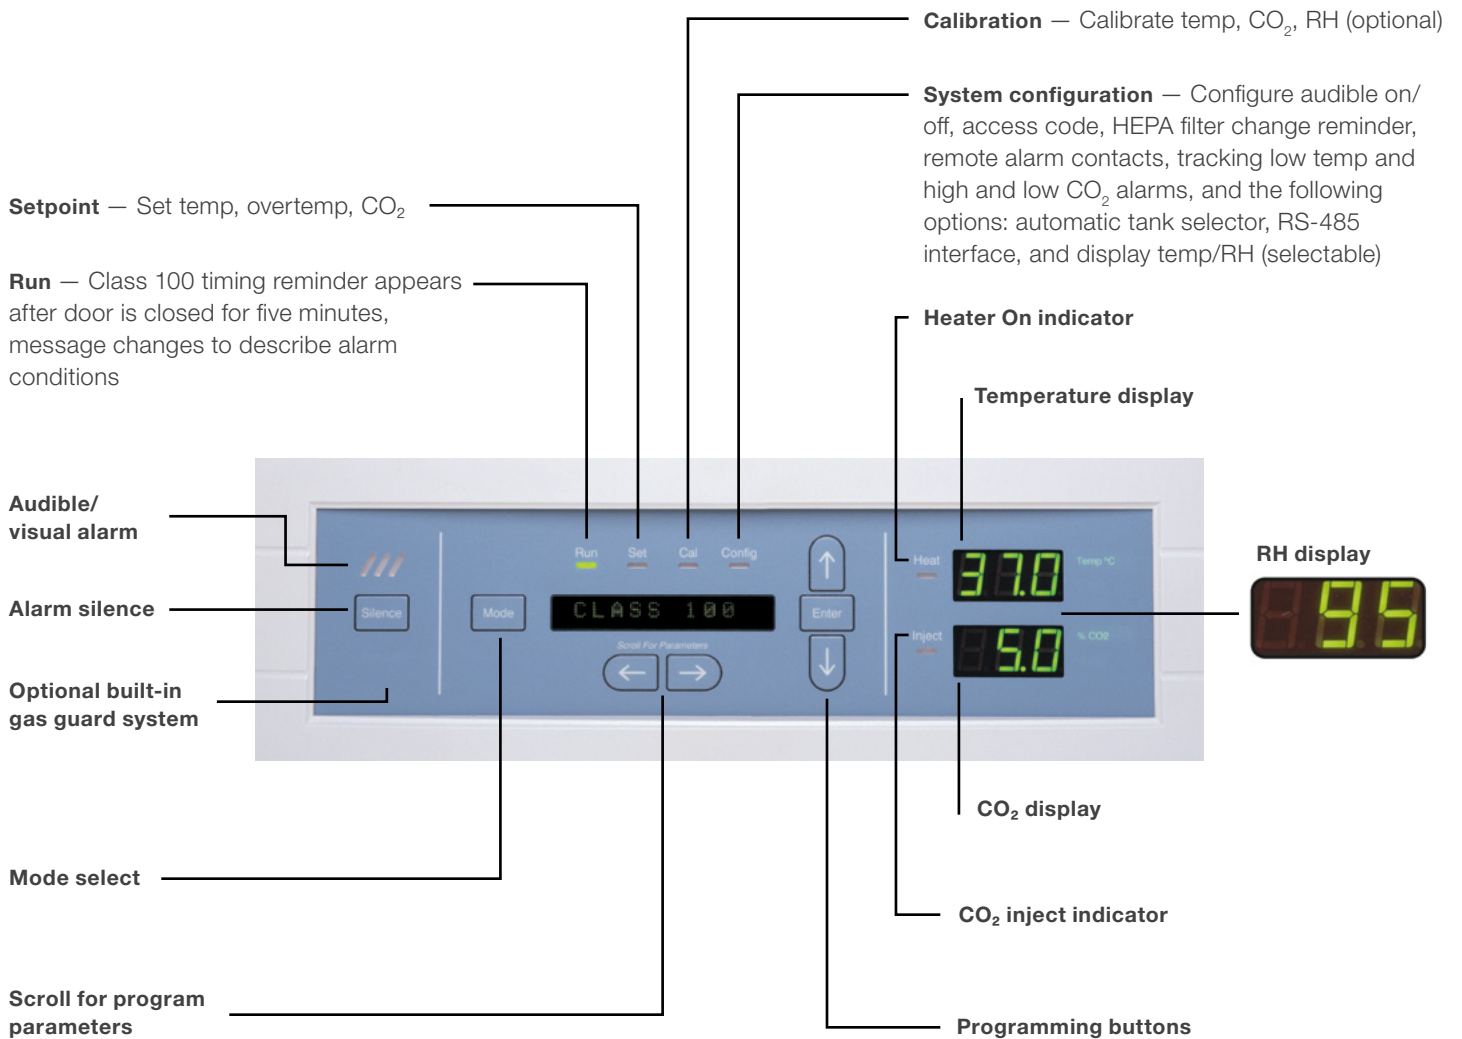 Calibration — Calibrate temp, CO₂, RH (optional)
System configuration — Configure audible on/
off, access code, HEPA filter change reminder,
remote alarm contacts, tracking low temp and
high and low CO₂ alarms, and the following
options: automatic tank selector, RS-485
interface, and display temp/RH (selectable)
Setpoint — Set temp, overtemp, CO₂
Run — Class 100 timing reminder appears
after door is closed for five minutes,
message changes to describe alarm
conditions
Heater On indicator
Temperature display
Audible/
visual alarm
Alarm silence
Optional built-in
gas guard system
Run Set Cal Config
Silence
Mode
CLASS 100
Scroll For Parameters
← →
↑
Enter
↓
Heat
37.0
Temp °C
Inject
5.0
% CO2
RH display
95
CO₂ display
Mode select
CO₂ inject indicator
Scroll for program
parameters
Programming buttons